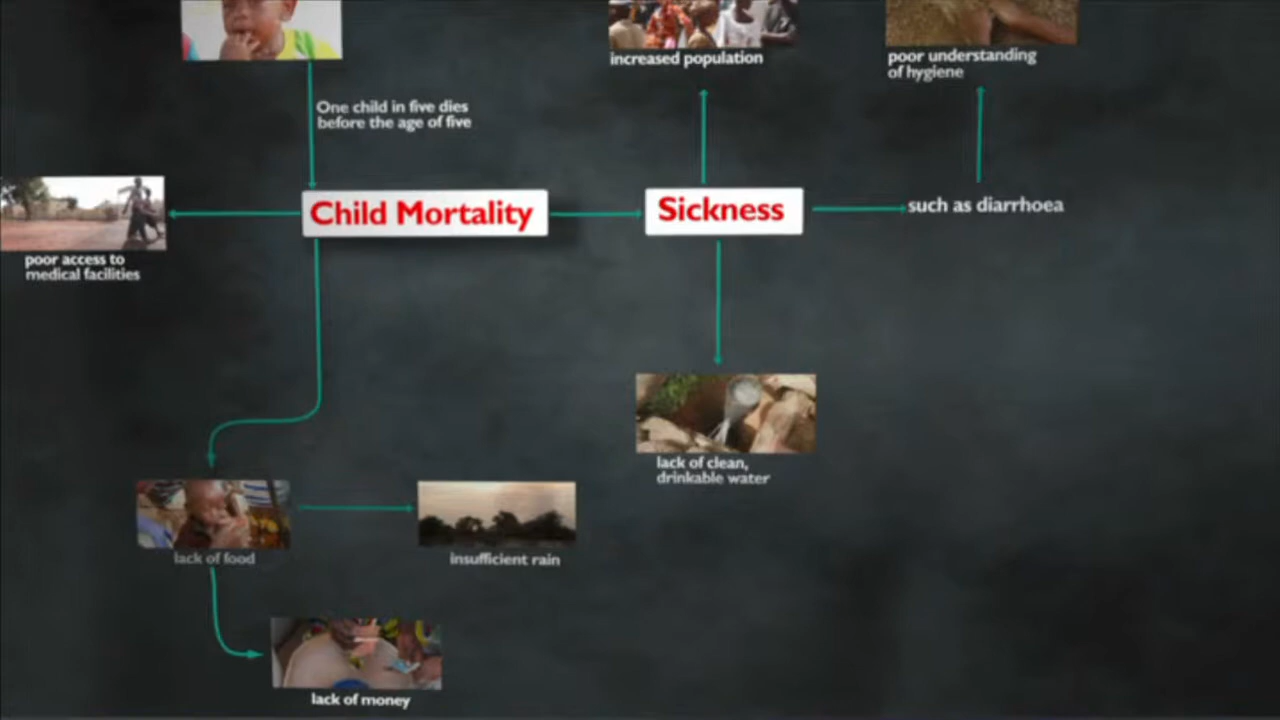 increased population
poor understanding
of hygiene
One child in five dies
before the age of five
Child Mortality
Sickness
such as diarrhoea
poor access to
medical facilities
lack of clean,
drinkable water
lack of food
insufficient rain
lack of money